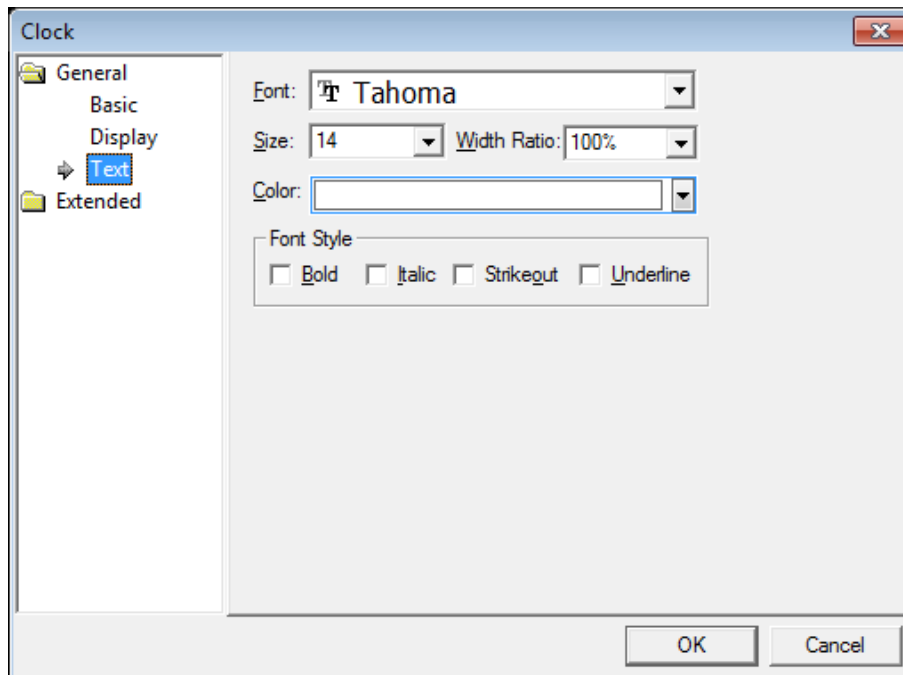 Clock
General
Basic
Display
Text
Extended
Font: Tahoma
Size: 14 Width Ratio: 100%
Color:
Font Style
Bold Italic Strikeout Underline
OK Cancel